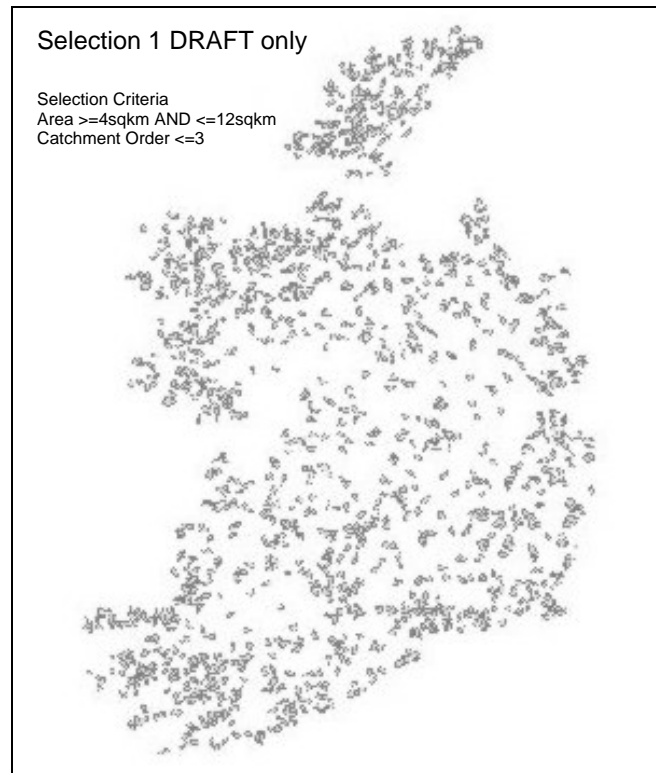 Selection 1 DRAFT only
Selection Criteria
Area >=4sqkm AND <=12sqkm
Catchment Order <=3